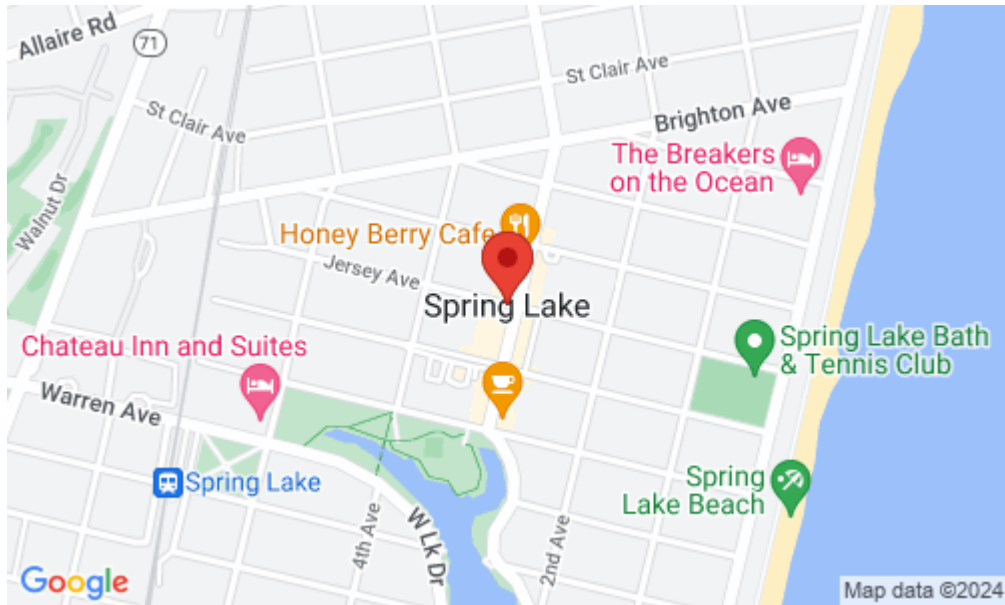 Allaire Rd
71
St Clair Ave
St Clair Ave
Brighton Ave
The Breakers
on the Ocean
Walnut Dr
Honey Berry Cafe
Jersey Ave
Spring Lake
Chateau Inn and Suites
Spring Lake Bath
& Tennis Club
Warren Ave
Spring Lake
Spring
Lake Beach
4th Ave
W Lk Dr
2nd Ave
Google
Map data ©2024